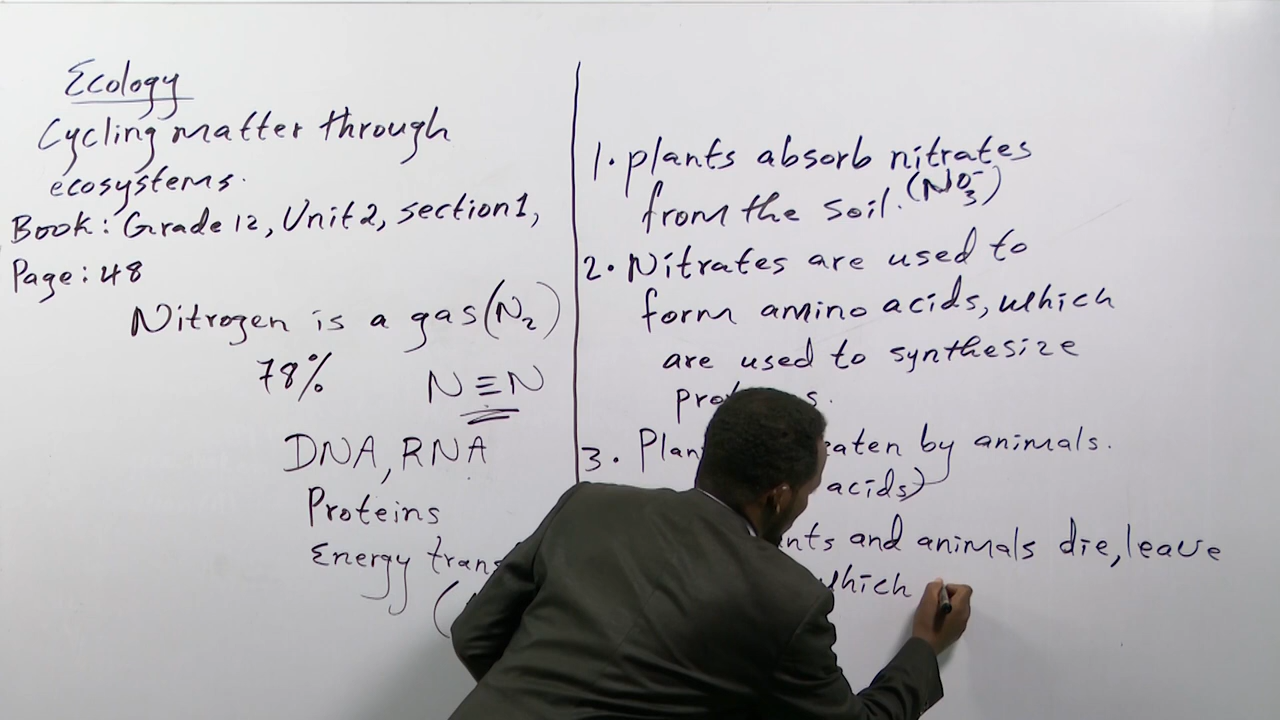 Ecology
Cycling matter through
ecosystems.
Book: Grade 12, Unit 2, section 1,
Page: 48
Nitrogen is a gas (N₂)
78% N≡N
DNA, RNA
Proteins
Energy trans
(
1. plants absorb nitrates
from the soil. (NO₃⁻)
2. Nitrates are used to
form amino acids, which
are used to synthesize
3. eaten by animals.
acids)
and animals die, leave
which